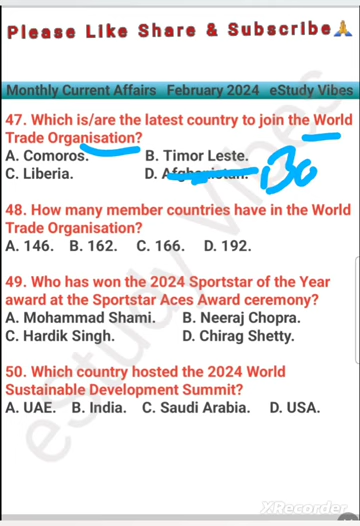 Please Like Share & Subscribe🙏
Monthly Current Affairs February 2024 eStudy Vibes
47. Which is/are the latest country to join the World
Trade Organisation?
A. Comoros. B. Timor Leste.
C. Liberia. D. Afghanistan.
48. How many member countries have in the World
Trade Organisation?
A. 146. B. 162. C. 166. D. 192.
49. Who has won the 2024 Sportstar of the Year
award at the Sportstar Aces Award ceremony?
A. Mohammad Shami. B. Neeraj Chopra.
C. Hardik Singh. D. Chirag Shetty.
50. Which country hosted the 2024 World
Sustainable Development Summit?
A. UAE. B. India. C. Saudi Arabia. D. USA.
eStudy Vibes
XRecorder